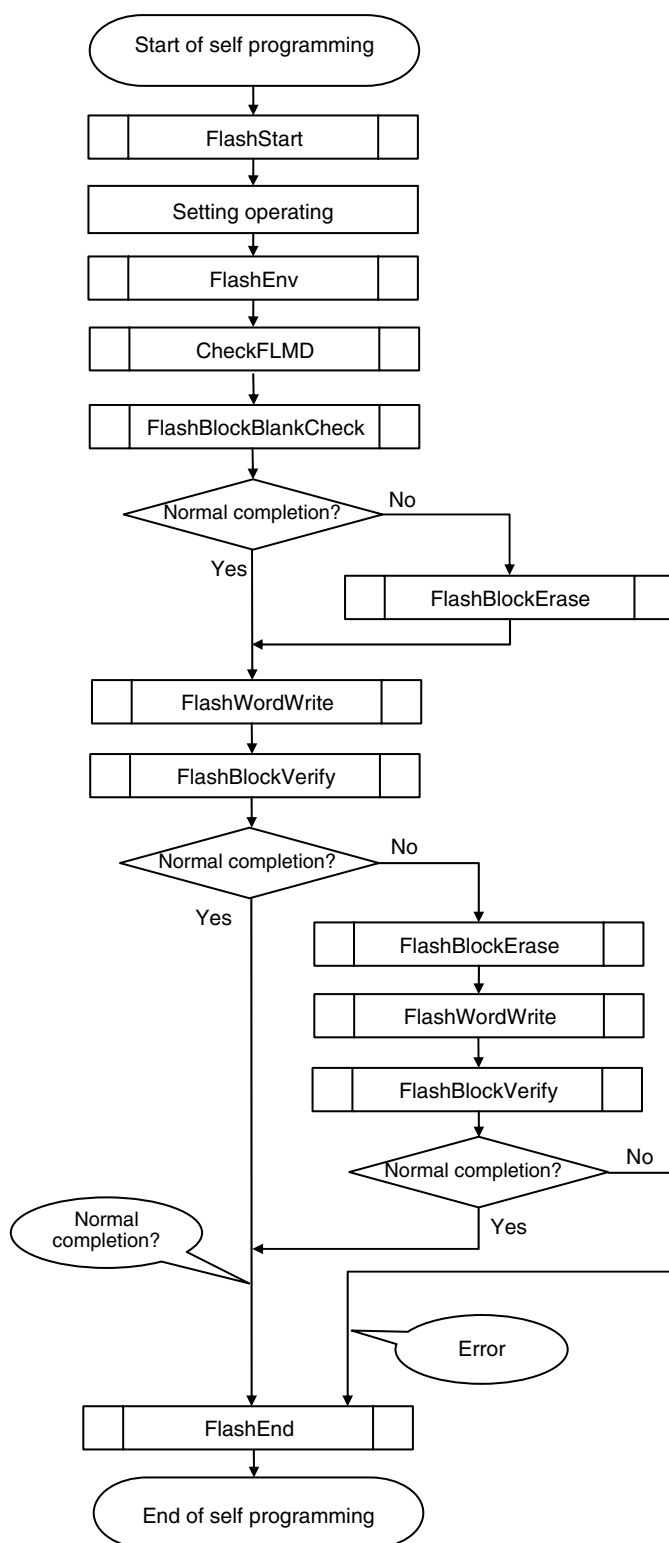 Start of self programming
FlashStart
Setting operating
FlashEnv
CheckFLMD
FlashBlockBlankCheck
Normal completion?
No
Yes
FlashBlockErase
FlashWordWrite
FlashBlockVerify
Normal completion?
No
Yes
FlashBlockErase
FlashWordWrite
FlashBlockVerify
Normal completion?
No
Yes
Normal
completion?
Error
FlashEnd
End of self programming